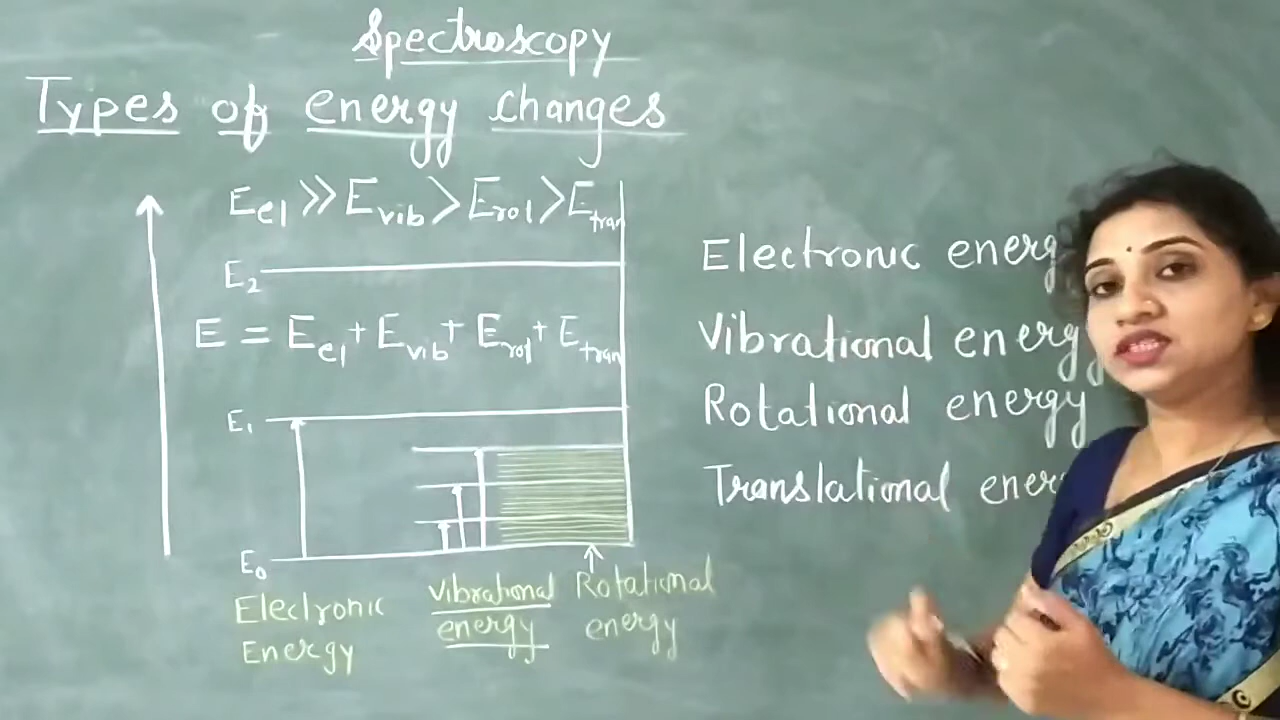 Spectroscopy
Types of energy changes
Eel >> Evib > Erot > Etran
E2
E = Eel + Evib + Erot + Etran
E1
E0
Electronic Energy
Vibrational energy
Rotational energy
Electronic energ
Vibrational energy
Rotational energy
Translational ener